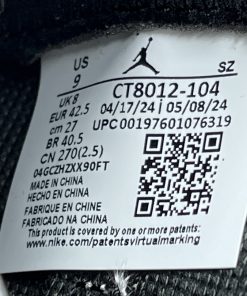 US
9
SZ
UK 8
EUR 42.5
cm 27
BR 40.5
CN 270(2.5)
04GCZHZXX90FT
CT8012-104
04/17/24 | 05/08/24
UPC 00197601076319
MADE IN CHINA
HECHO EN CHINA
FABRIQUE EN CHINE
FABRICADO NA CHINA
This product is covered by one or more patents:
www.nike.com/patentsvirtualmarking